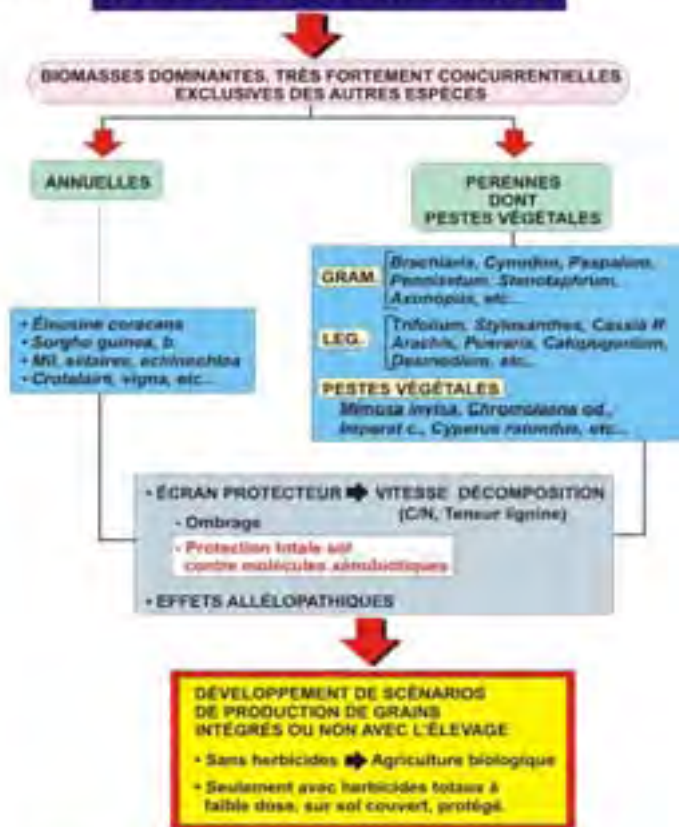 BIOMASSES DOMINANTES, TRÈS FORTEMENT CONCURRENTIELLES
EXCLUSIVES DES AUTRES ESPÈCES
ANNUELLES
PERENNES
DONT
PESTES VÉGÉTALES
• Eleusine coracana
• Sorgho guinea, b
• Mil, sétaires, echinochloa
• Crotalaire, vigna, etc...
GRAM.
Brachiaria, Cynodon, Paspalum,
Pennisetum, Stenotaphrum,
Axonopus, etc...
LEG.
Trifolium, Stylosanthes, Cassia R
Arachis, Pueraria, Calopogonium,
Desmodium, etc...
PESTES VÉGÉTALES
Mimosa invisa, Chromolaena od.,
Imperat c., Cyperus rotundus, etc...
• ÉCRAN PROTECTEUR ➡ VITESSE DÉCOMPOSITION
(C/N, Teneur lignine)
- Ombrage
- Protection totale sol
contre molécules xénobiotiques
• EFFETS ALLÉLOPATHIQUES
DÉVELOPPEMENT DE SCÉNARIOS
DE PRODUCTION DE GRAINS
INTÉGRÉS OU NON AVEC L'ÉLEVAGE
• Sans herbicides ➡ Agriculture biologique
• Seulement avec herbicides totaux à
faible dose, sur sol couvert, protégé.